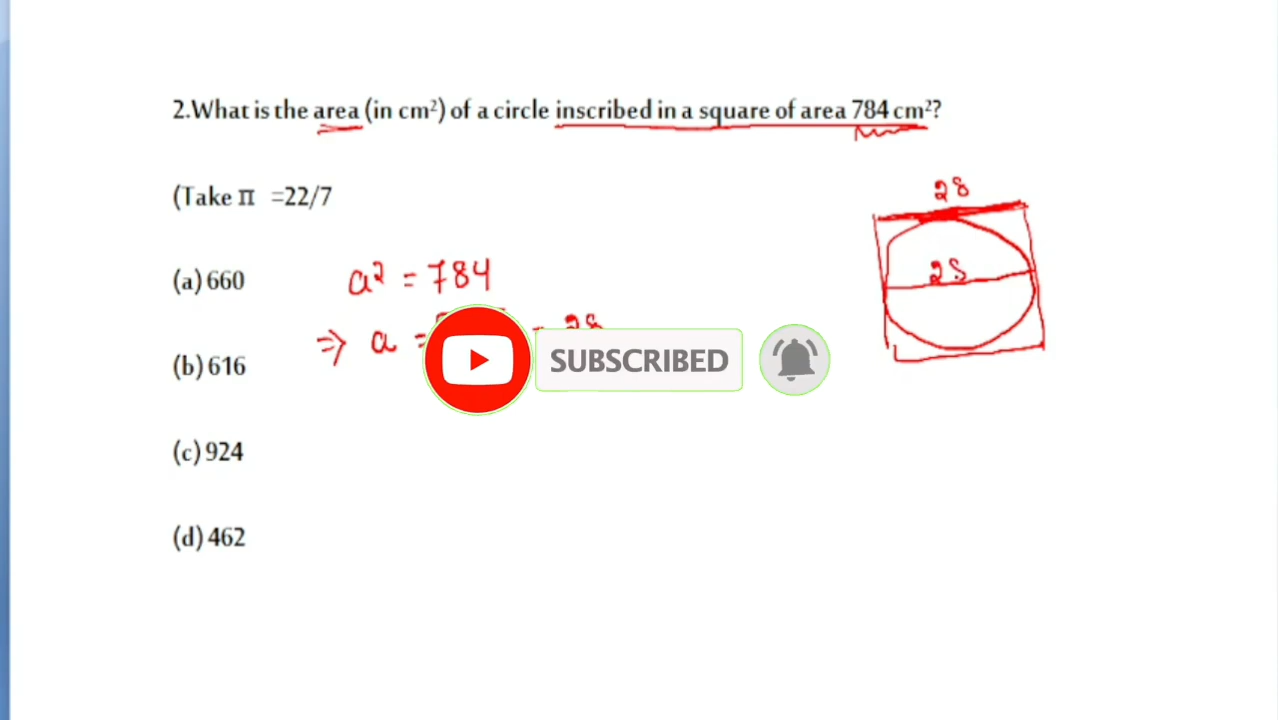 2.What is the area (in cm²) of a circle inscribed in a square of area 784 cm²?
(Take π =22/7
28
(a) 660
a² = 784
28
⇒ a = = 28
SUBSCRIBED
(b) 616
(c) 924
(d) 462